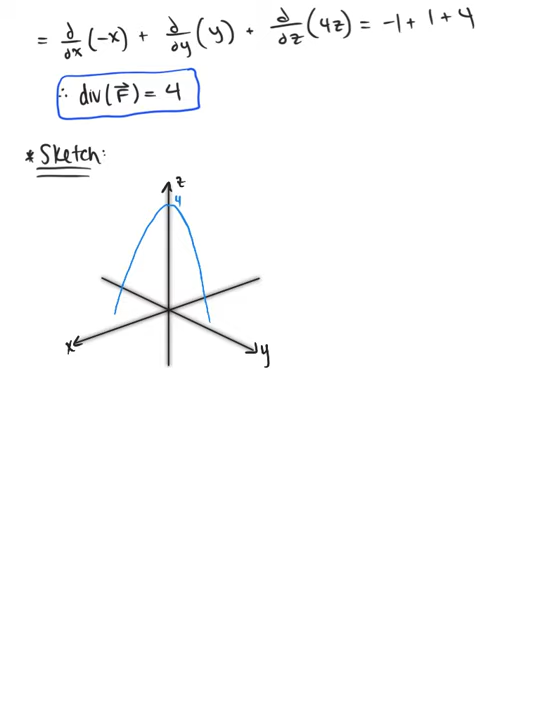 = ∂/∂x (-x) + ∂/∂y (y) + ∂/∂z (4z) = -1 + 1 + 4
∴ div(F⃗) = 4
* Sketch:
z
4
x
y